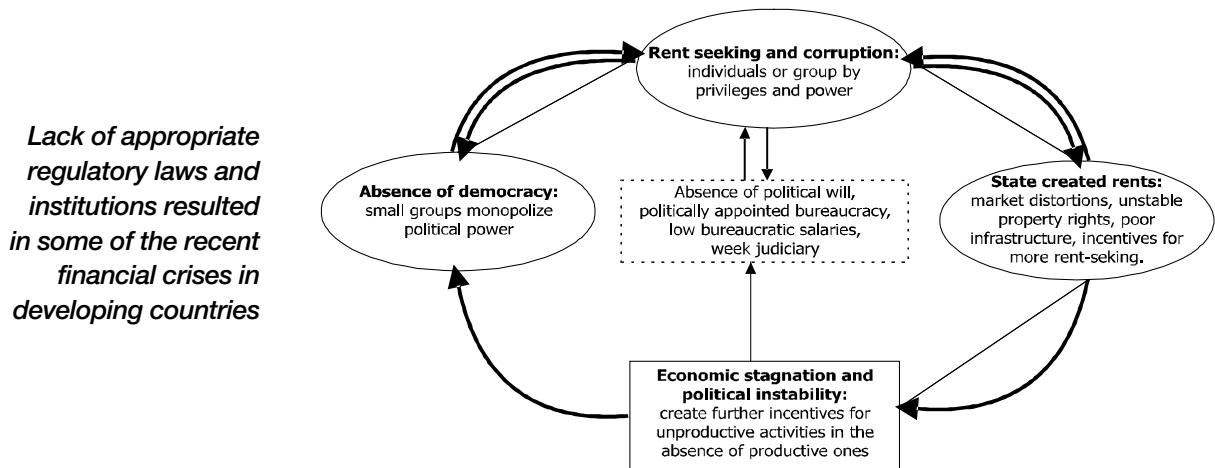 Lack of appropriate
regulatory laws and
institutions resulted
in some of the recent
financial crises in
developing countries
Rent seeking and corruption:
individuals or group by
privileges and power
Absence of democracy:
small groups monopolize
political power
Absence of political will,
politically appointed bureaucracy,
low bureaucratic salaries,
week judiciary
State created rents:
market distortions, unstable
property rights, poor
infrastructure, incentives for
more rent-seking.
Economic stagnation and
political instability:
create further incentives for
unproductive activities in the
absence of productive ones